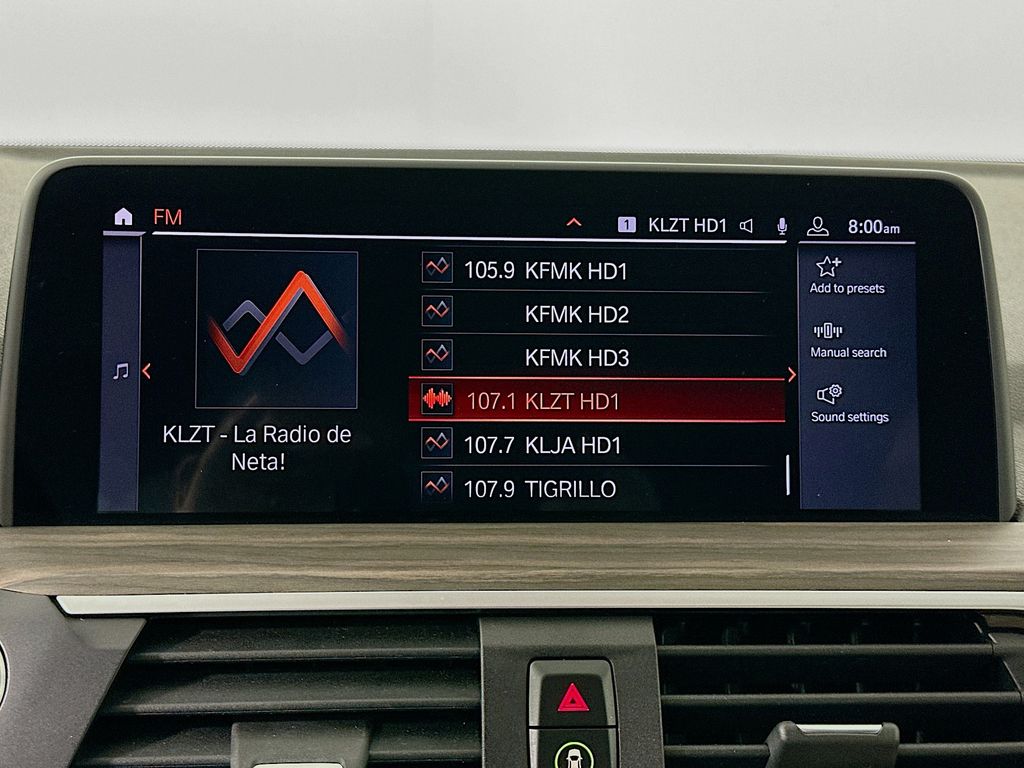 FM
1 KLZT HD1 8:00am
KLZT - La Radio de
Neta!
105.9 KFMK HD1
KFMK HD2
KFMK HD3
107.1 KLZT HD1
107.7 KLJA HD1
107.9 TIGRILLO
Add to presets
Manual search
Sound settings